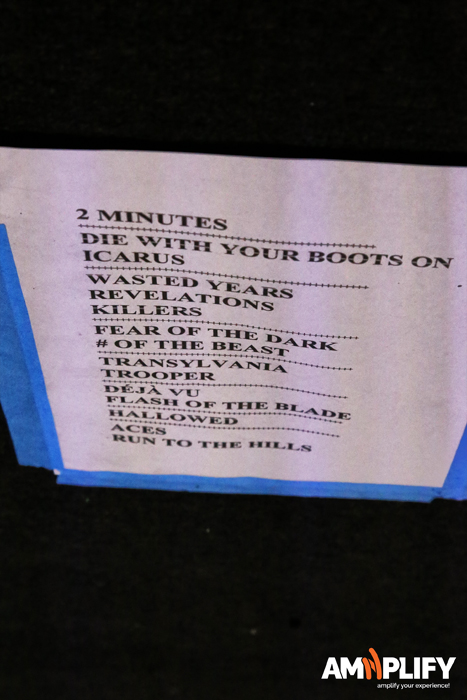 2 MINUTES
DIE WITH YOUR BOOTS ON
ICARUS
WASTED YEARS
REVELATIONS
KILLERS
FEAR OF THE DARK
# OF THE BEAST
TRANSYLVANIA
TROOPER
DÉJÀ VU
FLASH OF THE BLADE
HALLOWED
ACES
RUN TO THE HILLS
AMPLIFY
amplify your experience!